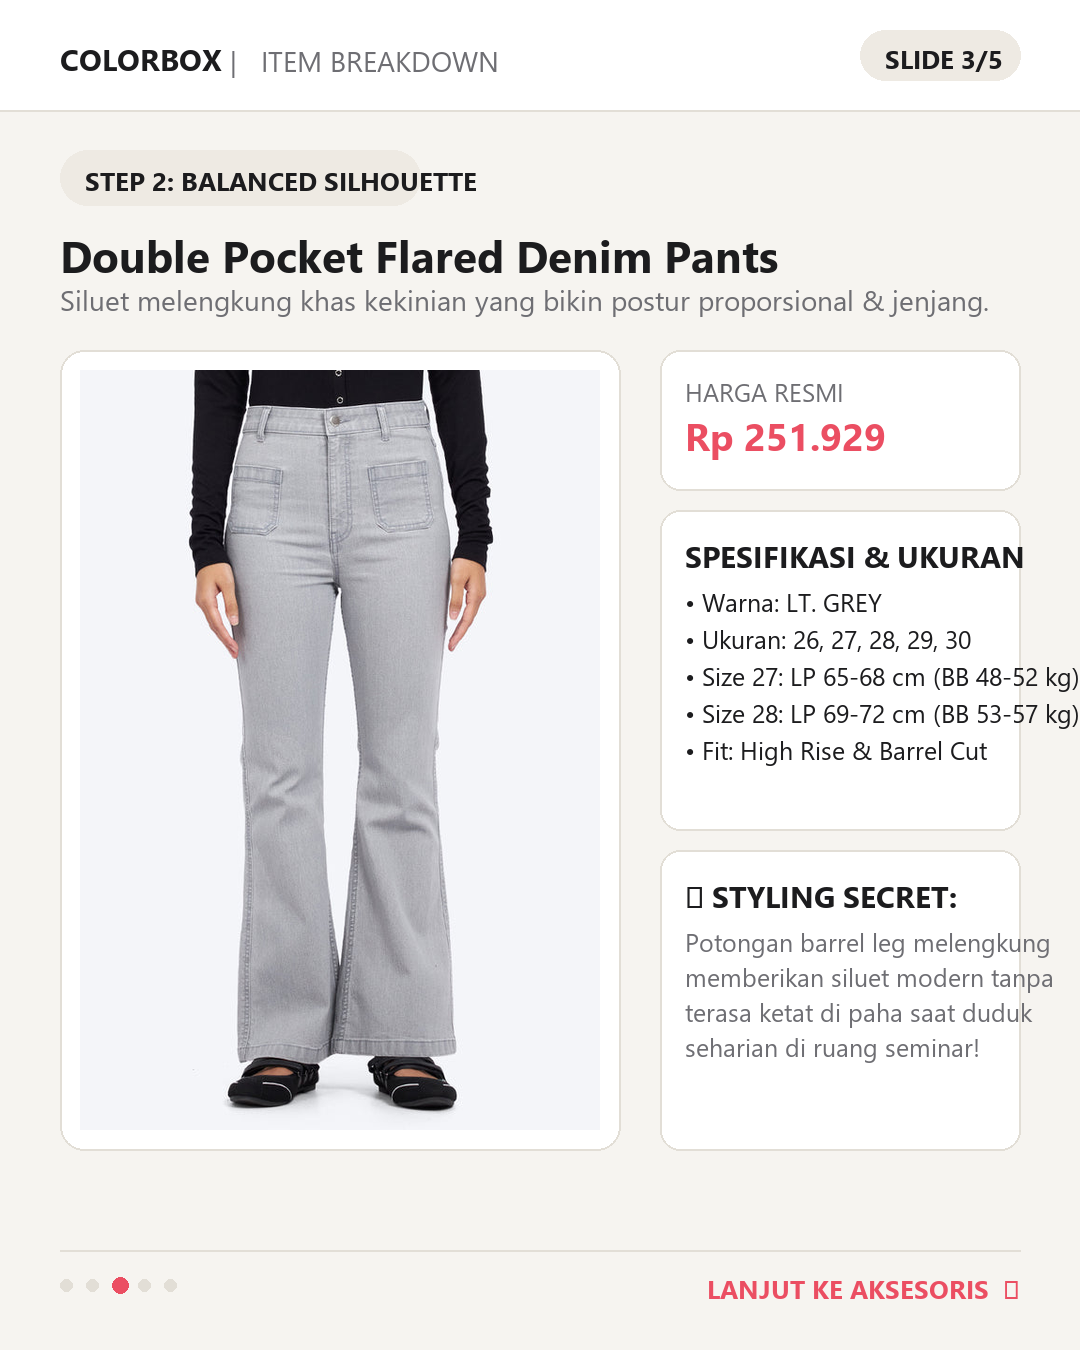 COLORBOX | ITEM BREAKDOWN
SLIDE 3/5
STEP 2: BALANCED SILHOUETTE
Double Pocket Flared Denim Pants
Siluet melengkung khas kekinian yang bikin postur proporsional & jenjang.
HARGA RESMI
Rp 251.929
SPESIFIKASI & UKURAN
• Warna: LT. GREY
• Ukuran: 26, 27, 28, 29, 30
• Size 27: LP 65-68 cm (BB 48-52 kg)
• Size 28: LP 69-72 cm (BB 53-57 kg)
• Fit: High Rise & Barrel Cut
STYLING SECRET:
Potongan barrel leg melengkung
memberikan siluet modern tanpa
terasa ketat di paha saat duduk
seharian di ruang seminar!
LANJUT KE AKSESORIS